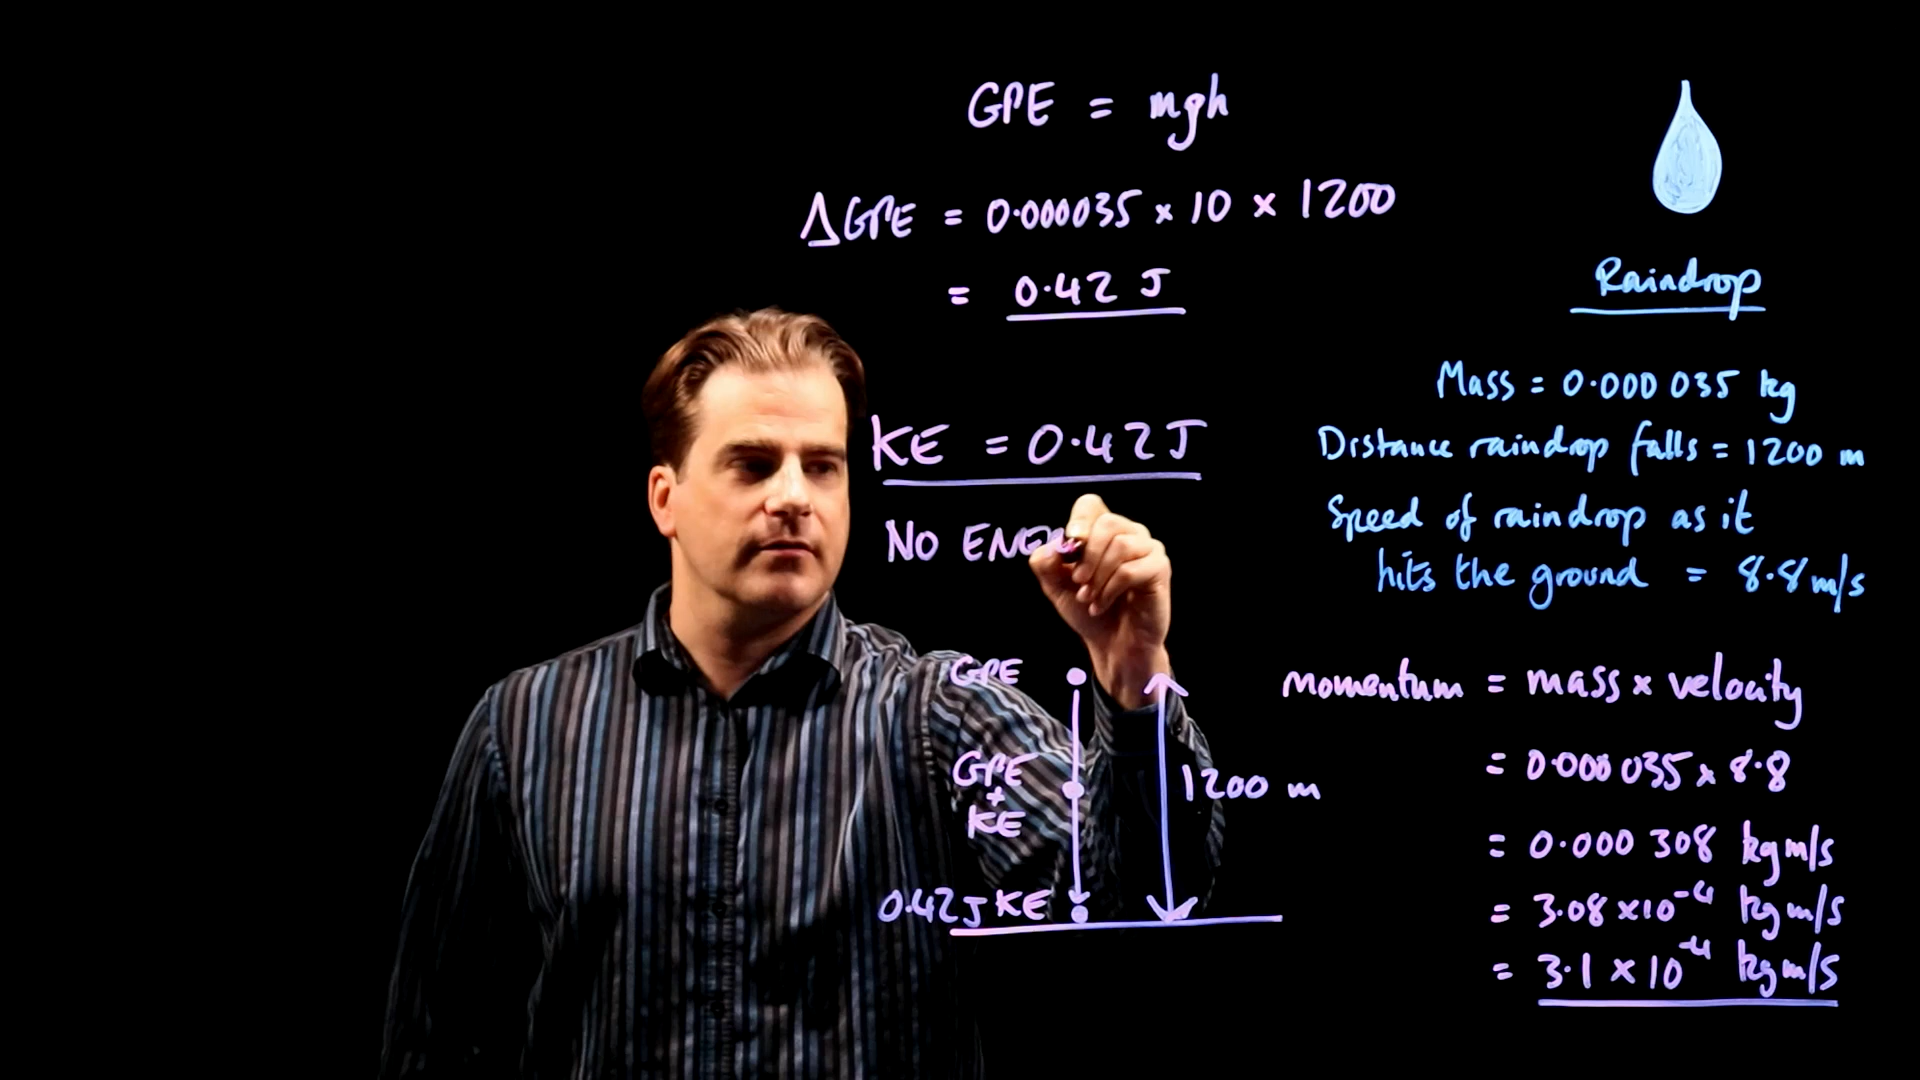 GPE = mgh
ΔGPE = 0.000035 × 10 × 1200
= 0.42 J
KE = 0.42 J
NO
GPE
GPE
+
KE
0.42J KE
1200 m
Raindrop
Mass = 0.000 035 kg
Distance raindrop falls = 1200 m
Speed of raindrop as it
hits the ground = 8.8 m/s
momentum = mass × velocity
= 0.000 035 × 8.8
= 0.000 308 kg m/s
= 3.08 × 10⁻⁴ kg m/s
= 3.1 × 10⁻⁴ kg m/s